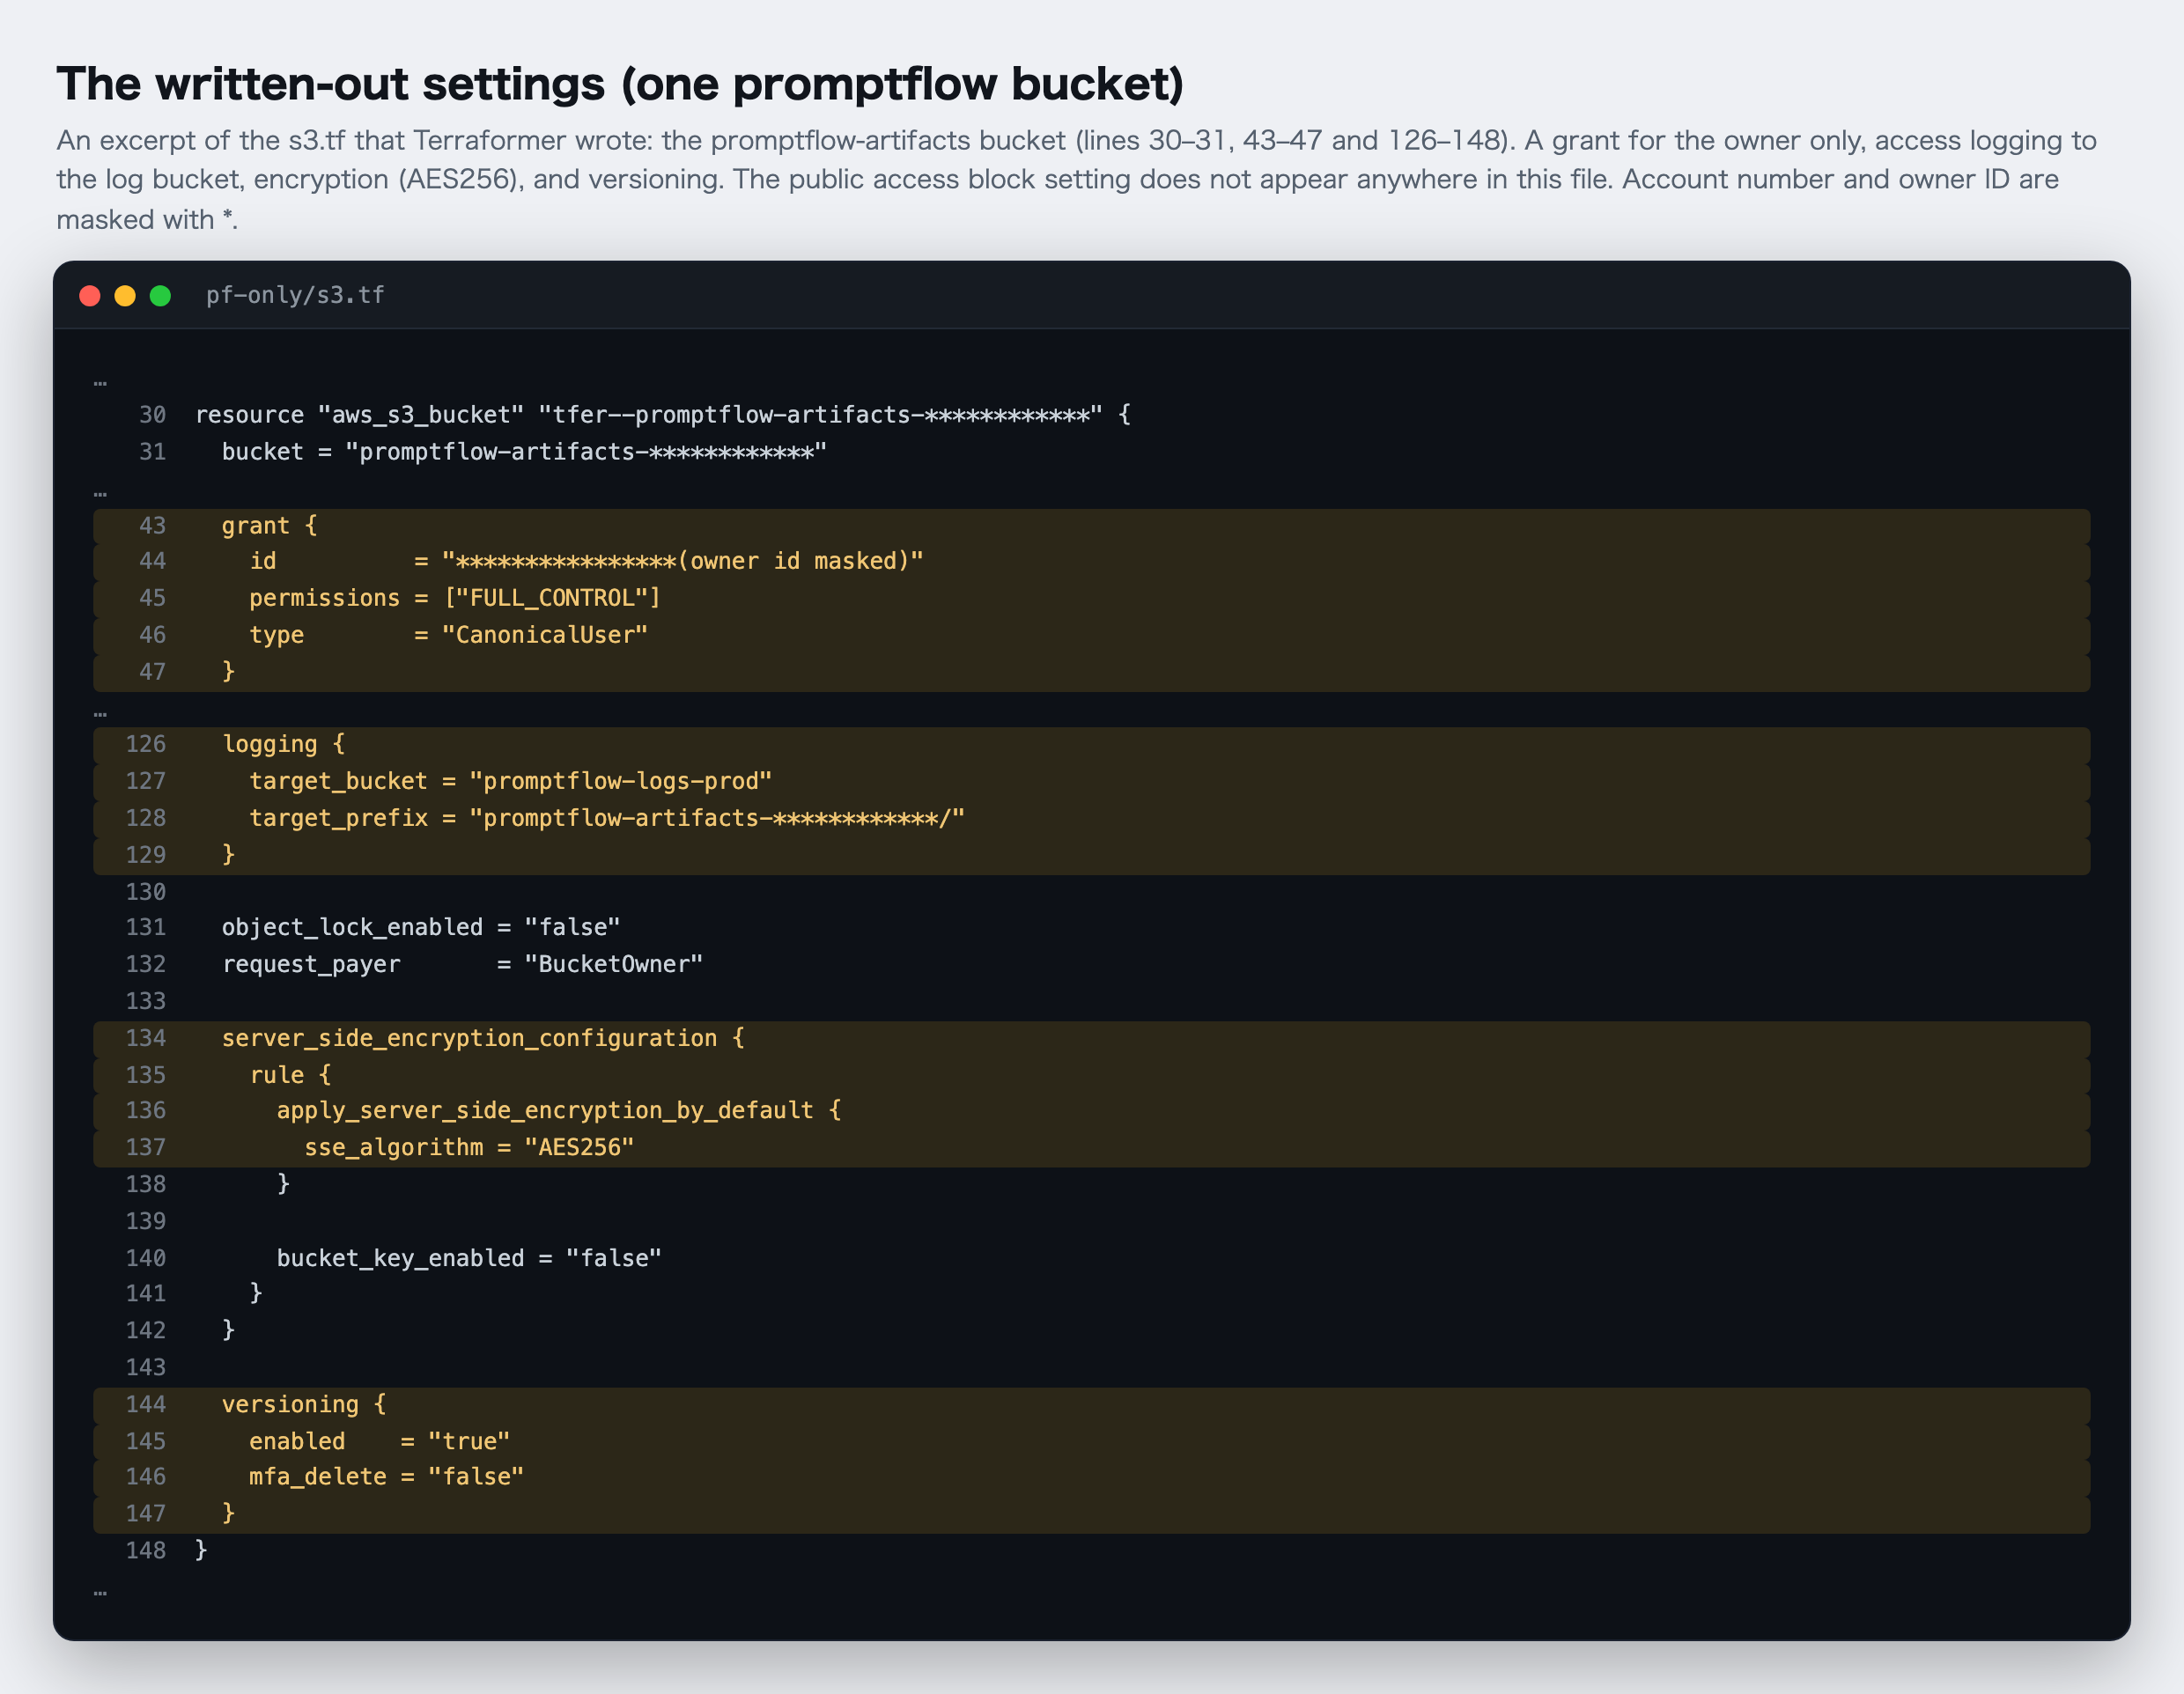 The written-out settings (one promptflow bucket)
An excerpt of the s3.tf that Terraformer wrote: the promptflow-artifacts bucket (lines 30–31, 43–47 and 126–148). A grant for the owner only, access logging to
the log bucket, encryption (AES256), and versioning. The public access block setting does not appear anywhere in this file. Account number and owner ID are
masked with *.
pf-only/s3.tf
…
30 resource "aws_s3_bucket" "tfer--promptflow-artifacts-************" {
31   bucket = "promptflow-artifacts-************"
…
43   grant {
44     id          = "****************(owner id masked)"
45     permissions = ["FULL_CONTROL"]
46     type        = "CanonicalUser"
47   }
…
126   logging {
127     target_bucket = "promptflow-logs-prod"
128     target_prefix = "promptflow-artifacts-************/"
129   }
130
131   object_lock_enabled = "false"
132   request_payer       = "BucketOwner"
133
134   server_side_encryption_configuration {
135     rule {
136       apply_server_side_encryption_by_default {
137         sse_algorithm = "AES256"
138       }
139
140       bucket_key_enabled = "false"
141     }
142   }
143
144   versioning {
145     enabled    = "true"
146     mfa_delete = "false"
147   }
148 }
…